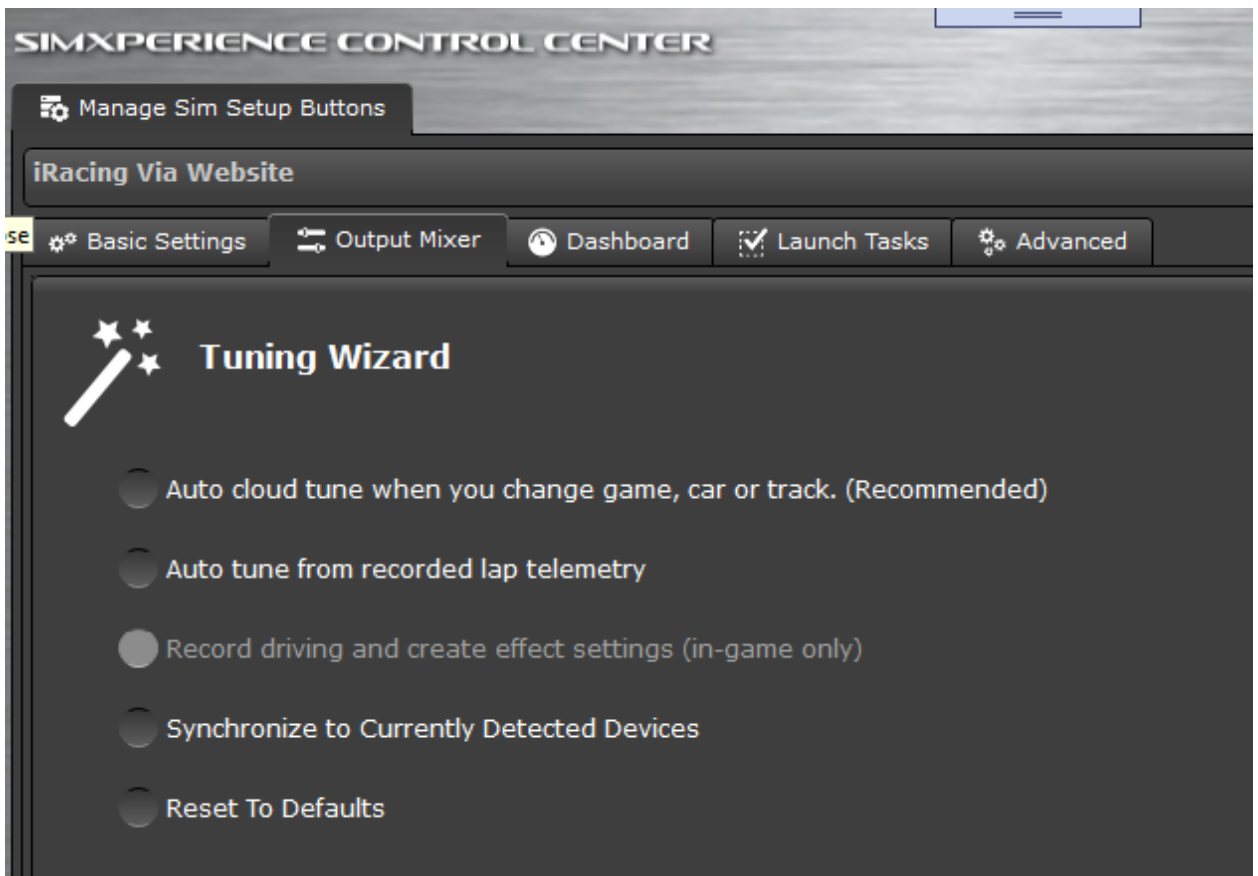 SIMXPERIENCE CONTROL CENTER
Manage Sim Setup Buttons
iRacing Via Website
se Basic Settings Output Mixer Dashboard Launch Tasks Advanced
Tuning Wizard
Auto cloud tune when you change game, car or track. (Recommended)
Auto tune from recorded lap telemetry
Record driving and create effect settings (in-game only)
Synchronize to Currently Detected Devices
Reset To Defaults